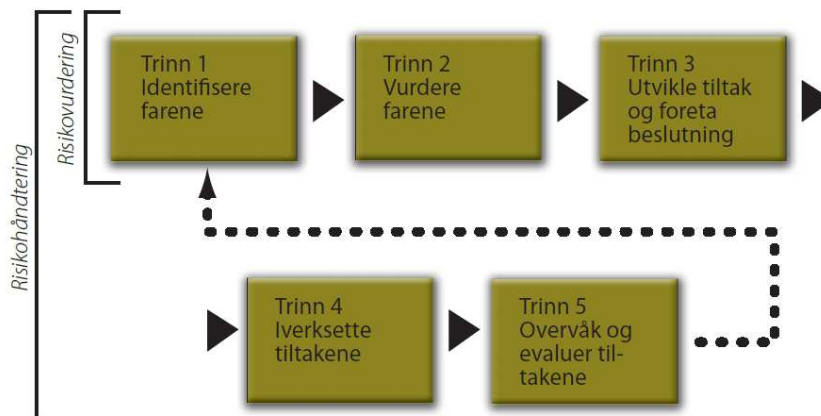 Risikohåndtering
Risikovurdering
Trinn 1
Identifisere
farene
Trinn 2
Vurdere
farene
Trinn 3
Utvikle tiltak
og foreta
beslutning
Trinn 4
Iverksette
tiltakene
Trinn 5
Overvåk og
evaluer til-
takene